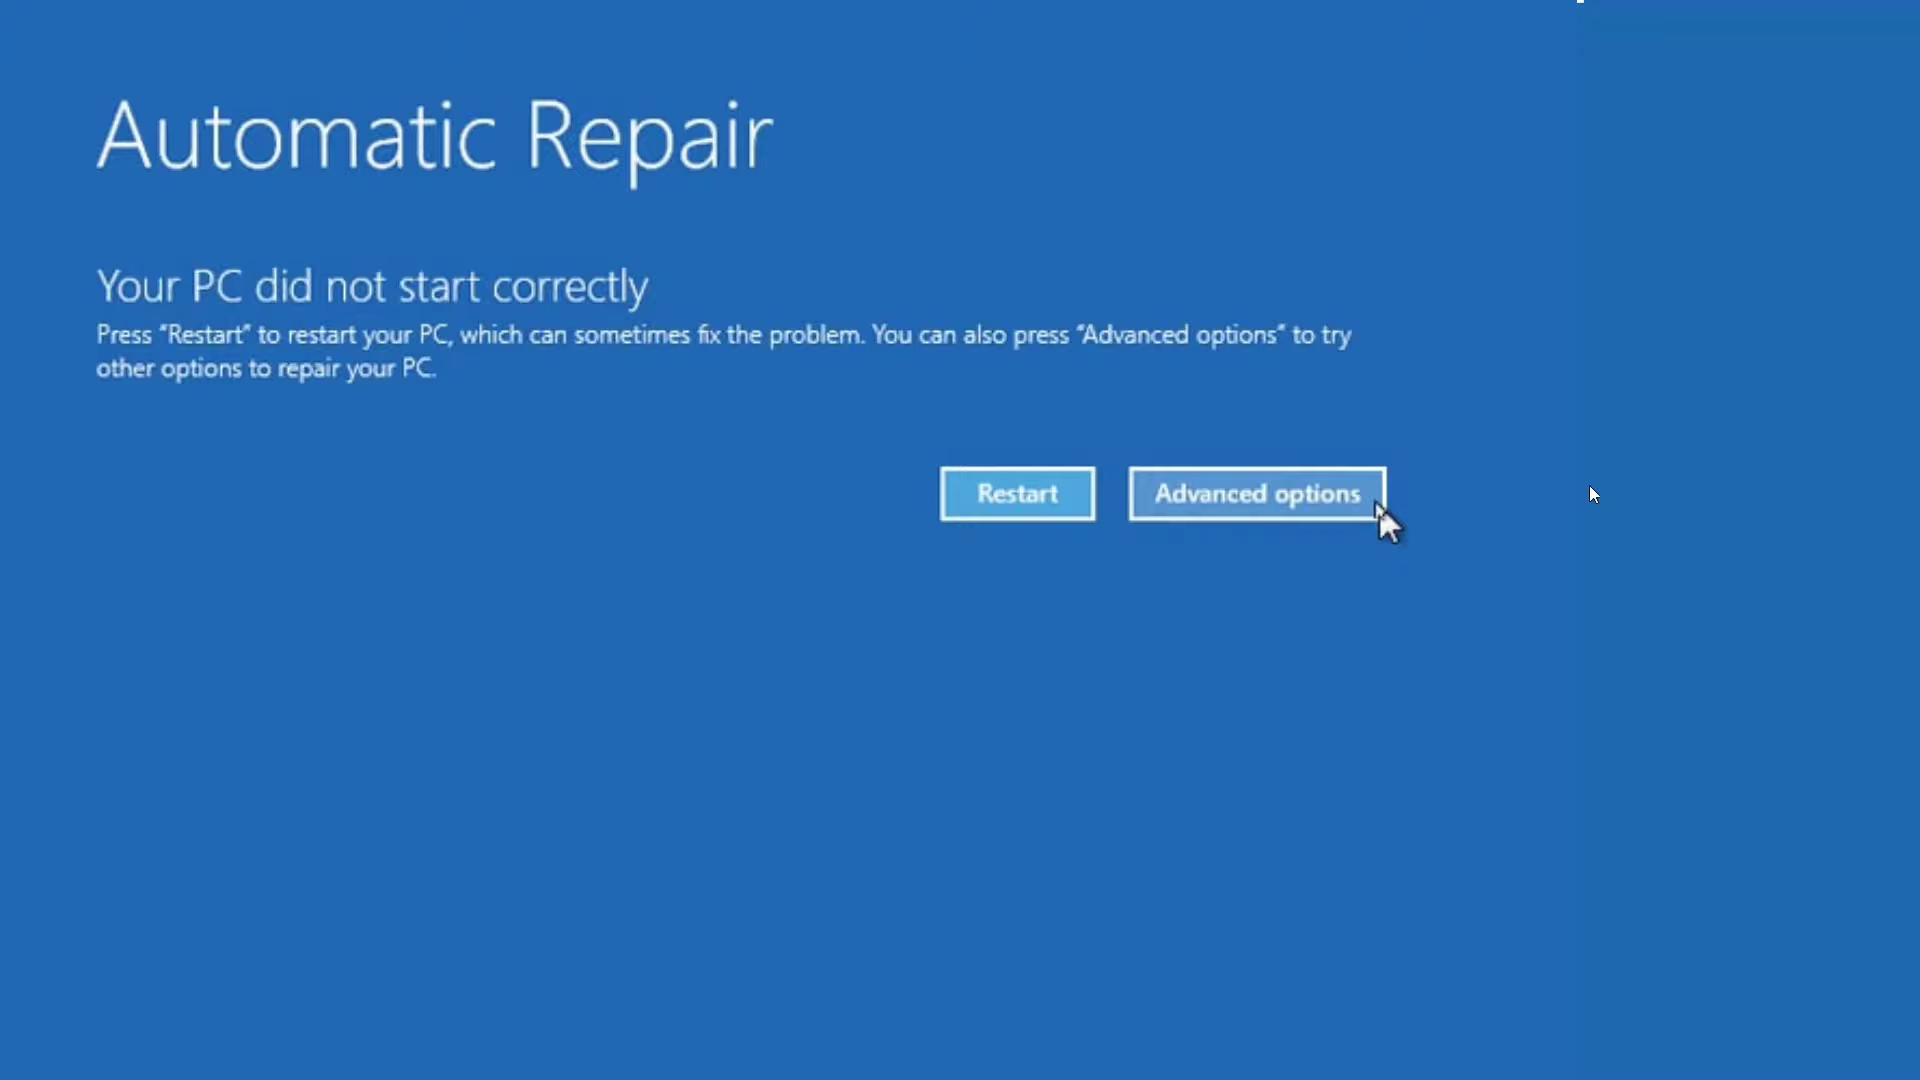 Automatic Repair
Your PC did not start correctly
Press “Restart” to restart your PC, which can sometimes fix the problem. You can also press “Advanced options” to try
other options to repair your PC.
Restart
Advanced options